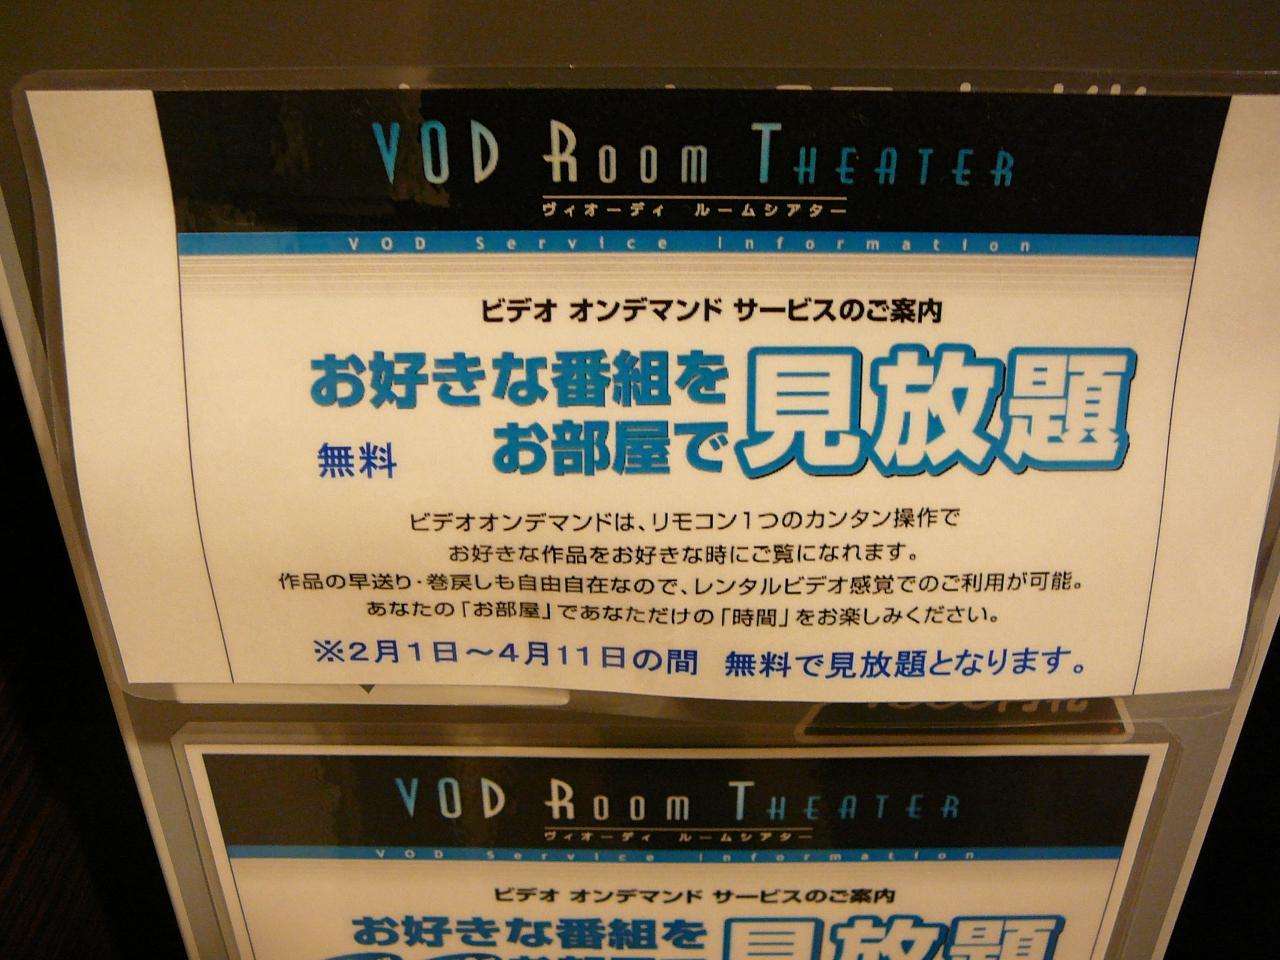 VOD ROOM THEATER
ヴィオーディ ルームシアター
VOD Service Information
ビデオ オンデマンド サービスのご案内
お好きな番組を
お部屋で見放題
無料
ビデオオンデマンドは、リモコン1つのカンタン操作で
お好きな作品をお好きな時にご覧になれます。
作品の早送り・巻戻しも自由自在なので、レンタルビデオ感覚でのご利用が可能。
あなたの「お部屋」であなただけの「時間」をお楽しみください。
※2月1日～4月11日の間 無料で見放題となります。
VOD ROOM THEATER
ヴィオーディ ルームシアター
VOD Service Information
ビデオ オンデマンド サービスのご案内
お好きな番組を見放題